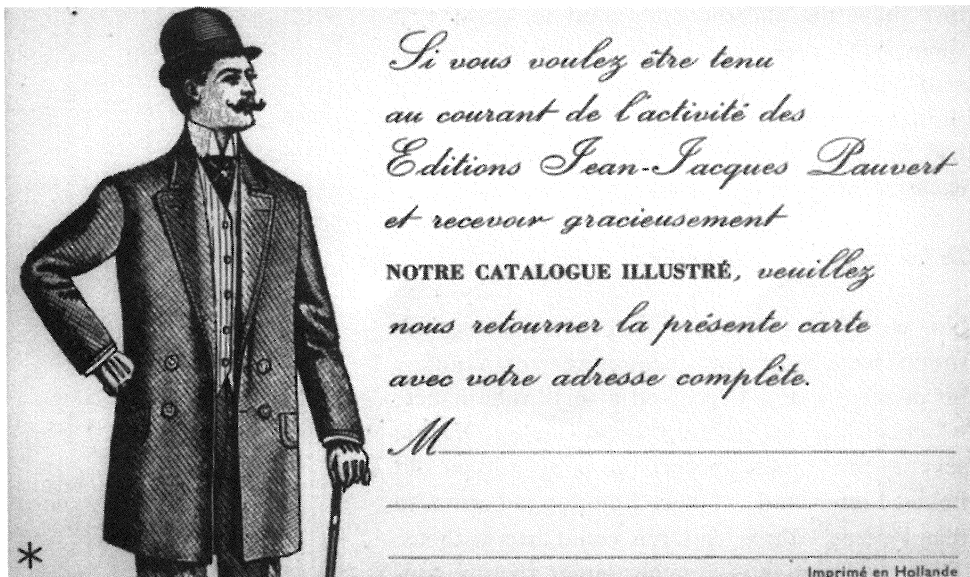 Si vous voulez être tenu
au courant de l'activité des
Editions Jean-Jacques Pauvert
et recevoir gracieusement
NOTRE CATALOGUE ILLUSTRÉ, veuillez
nous retourner la présente carte
avec votre adresse complète.
M
*
Imprimé en Hollande